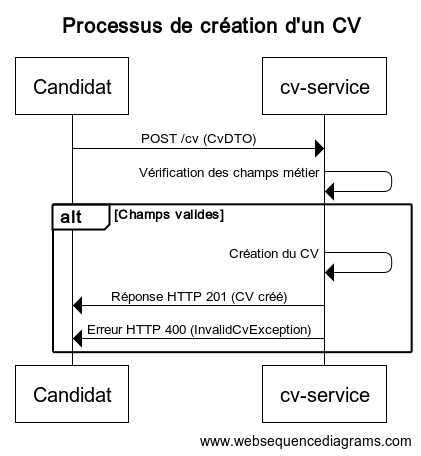 Processus de création d'un CV
Candidat
cv-service
POST /cv (CvDTO)
Vérification des champs métier
alt
[Champs valides]
Création du CV
Réponse HTTP 201 (CV créé)
Erreur HTTP 400 (InvalidCvException)
Candidat
cv-service
www.websequencediagrams.com